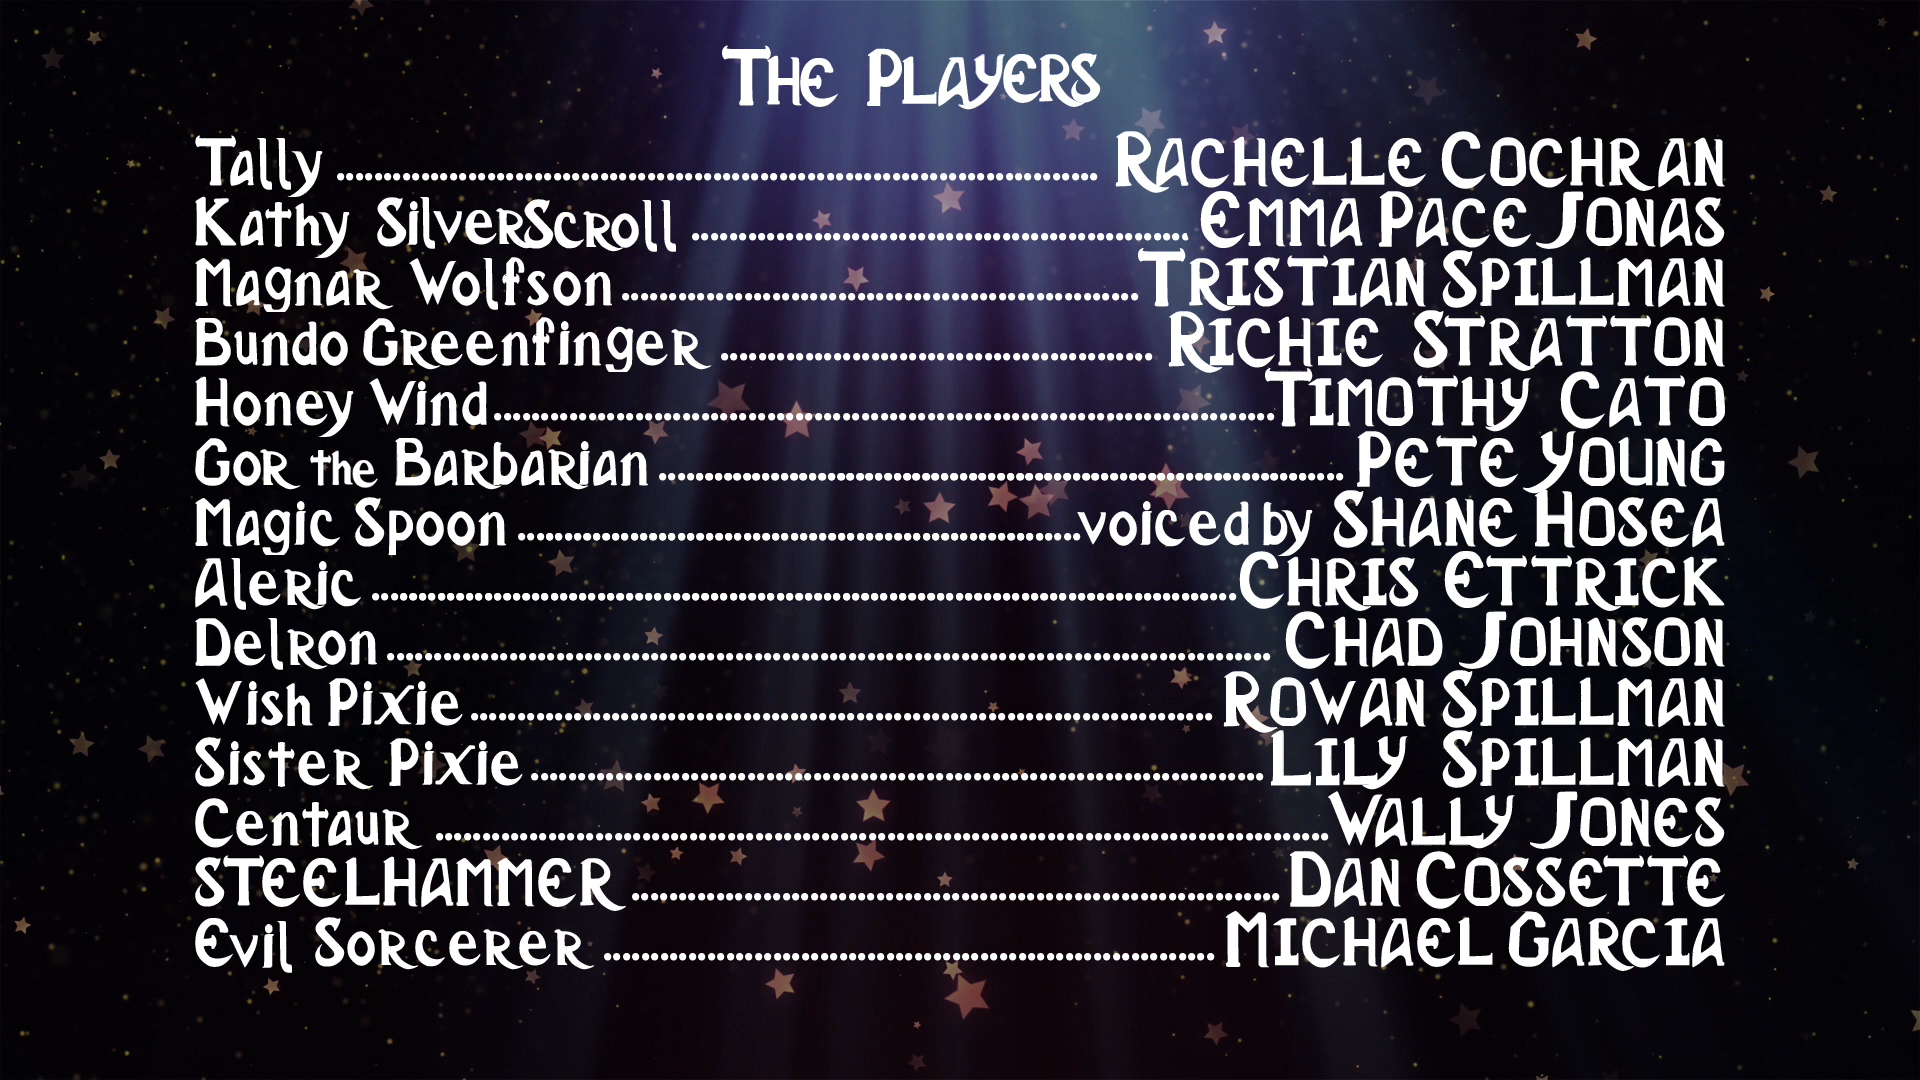 The Players
Tally ........ Rachelle Cochran
Kathy SilverScroll ........ Emma Pace Jonas
Magnar Wolfson ........ Tristian Spillman
Bundo Greenfinger ........ Richie Stratton
Honey Wind ........ Timothy Cato
Gor the Barbarian ........ Pete Young
Magic Spoon ........ voiced by Shane Hosea
Aleric ........ Chris Ettrick
Delron ........ Chad Johnson
Wish Pixie ........ Rowan Spillman
Sister Pixie ........ Lily Spillman
Centaur ........ Wally Jones
STEELHAMMER ........ Dan Cossette
Evil Sorcerer ........ Michael Garcia